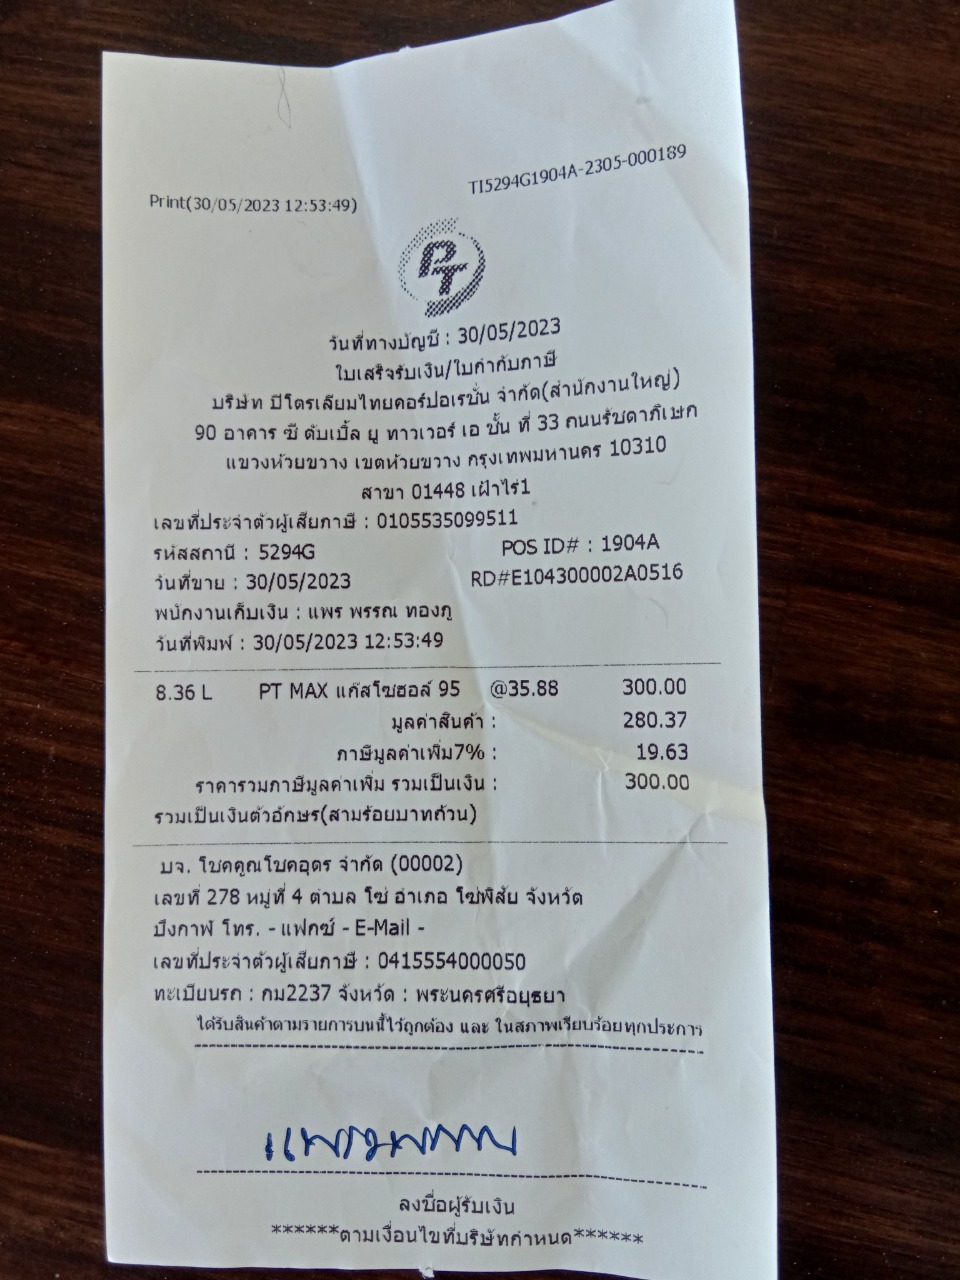 Print(30/05/2023 12:53:49)
TI5294G1904A-2305-000189
PT
วันที่ทางบัญชี : 30/05/2023
ใบเสร็จรับเงิน/ใบกำกับภาษี
บริษัท ปิโตรเลียมไทยคอร์ปอเรชั่น จำกัด(สำนักงานใหญ่)
90 อาคาร ซี ดับเบิ้ล ยู ทาวเวอร์ เอ ชั้น ที่ 33 ถนนรัชดาภิเษก
แขวงห้วยขวาง เขตห้วยขวาง กรุงเทพมหานคร 10310
สาขา 01448 เฝ้าไร่1
เลขที่ประจำตัวผู้เสียภาษี : 0105535099511
รหัสสถานี : 5294G POS ID# : 1904A
วันที่ขาย : 30/05/2023 RD#E104300002A0516
พนักงานเก็บเงิน : แพร พรรณ ทองภู
วันที่พิมพ์ : 30/05/2023 12:53:49
8.36 L PT MAX แก๊สโซฮอล์ 95 @35.88 300.00
มูลค่าสินค้า : 280.37
ภาษีมูลค่าเพิ่ม7% : 19.63
ราคารวมภาษีมูลค่าเพิ่ม รวมเป็นเงิน : 300.00
รวมเป็นเงินตัวอักษร(สามร้อยบาทถ้วน)
บจ. โชคคูณโชคอุดร จำกัด (00002)
เลขที่ 278 หมู่ที่ 4 ตำบล โซ่ อำเภอ โซ่พิสัย จังหวัด
บึงกาฬ โทร. - แฟกซ์ - E-Mail -
เลขที่ประจำตัวผู้เสียภาษี : 0415554000050
ทะเบียนรถ : กม2237 จังหวัด : พระนครศรีอยุธยา
ได้รับสินค้าตามรายการบนนี้ไว้ถูกต้อง และ ในสภาพเรียบร้อยทุกประการ
แพรวพรรณ
ลงชื่อผู้รับเงิน
******ตามเงื่อนไขที่บริษัทกำหนด******